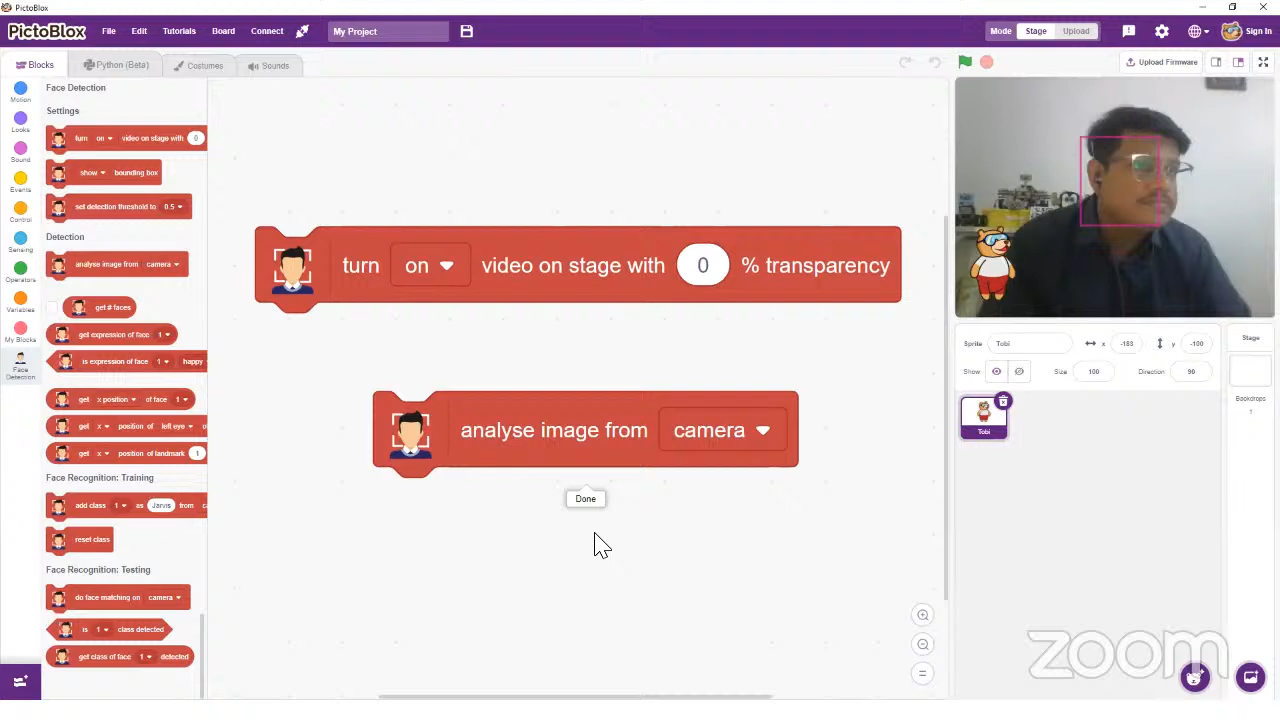 PictoBlox
PictoBlox File Edit Tutorials Board Connect My Project Mode Stage Upload Sign In
Blocks Python (Beta) Costumes Sounds Upload Firmware
Motion
Looks
Sound
Events
Control
Sensing
Operators
Variables
My Blocks
Face
Detection
Face Detection
Settings
turn on video on stage with 0
show bounding box
set detection threshold to 0.5
Detection
analyse image from camera
get # faces
get expression of face 1
is expression of face 1 happy
get x position of face 1
get x position of left eye
get x position of landmark 1
Face Recognition: Training
add class 1 as Jarvis from
reset class
Face Recognition: Testing
do face matching on camera
is 1 class detected
get class of face 1 detected
turn on video on stage with 0 % transparency
analyse image from camera
Done
Sprite Tobi x -183 y -100
Show Size 100 Direction 90
Tobi
Stage
Backdrops
1
zoom